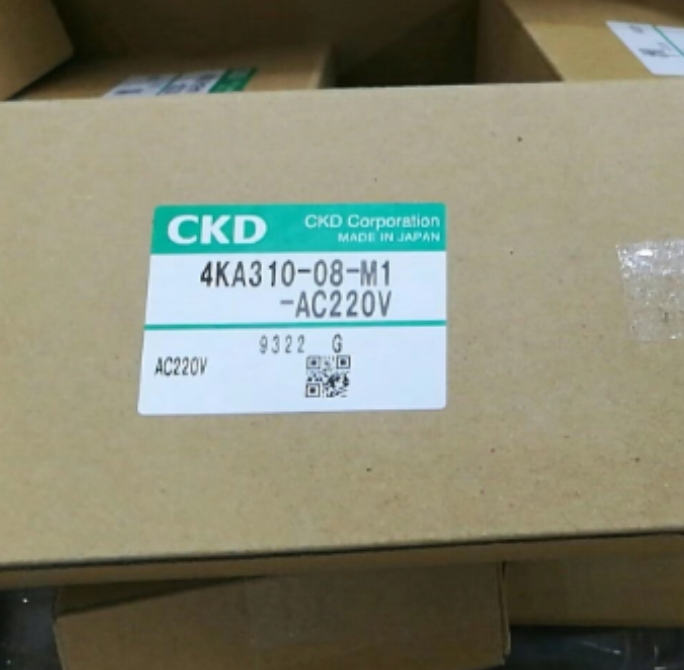 CKD
CKD Corporation
MADE IN JAPAN
4KA310-08-M1
-AC220V
9322 G
AC220V